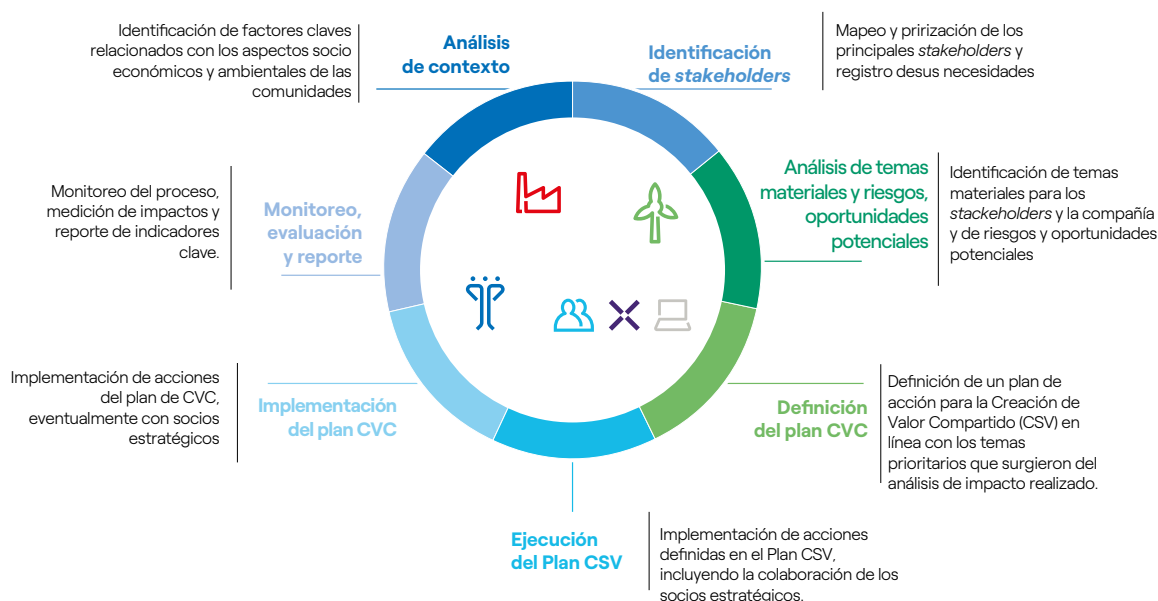 Análisis
de contexto
Identificación de factores claves
relacionados con los aspectos socio
económicos y ambientales de las
comunidades
Identificación
de stakeholders
Mapeo y prirización de los
principales stakeholders y
registro desus necesidades
Análisis de temas
materiales y riesgos,
oportunidades
potenciales
Identificación de temas
materiales para los
stackeholders y la compañía
y de riesgos y oportunidades
potenciales
Definición
del plan CVC
Definición de un plan de
acción para la Creación de
Valor Compartido (CSV) en
línea con los temas
prioritarios que surgieron del
análisis de impacto realizado.
Ejecución
del Plan CSV
Implementación de acciones
definidas en el Plan CSV,
incluyendo la colaboración de los
socios estratégicos.
Implementación
del plan CVC
Implementación de acciones
del plan de CVC,
eventualmente con socios
estratégicos
Monitoreo,
evaluación
y reporte
Monitoreo del proceso,
medición de impactos y
reporte de indicadores
clave.